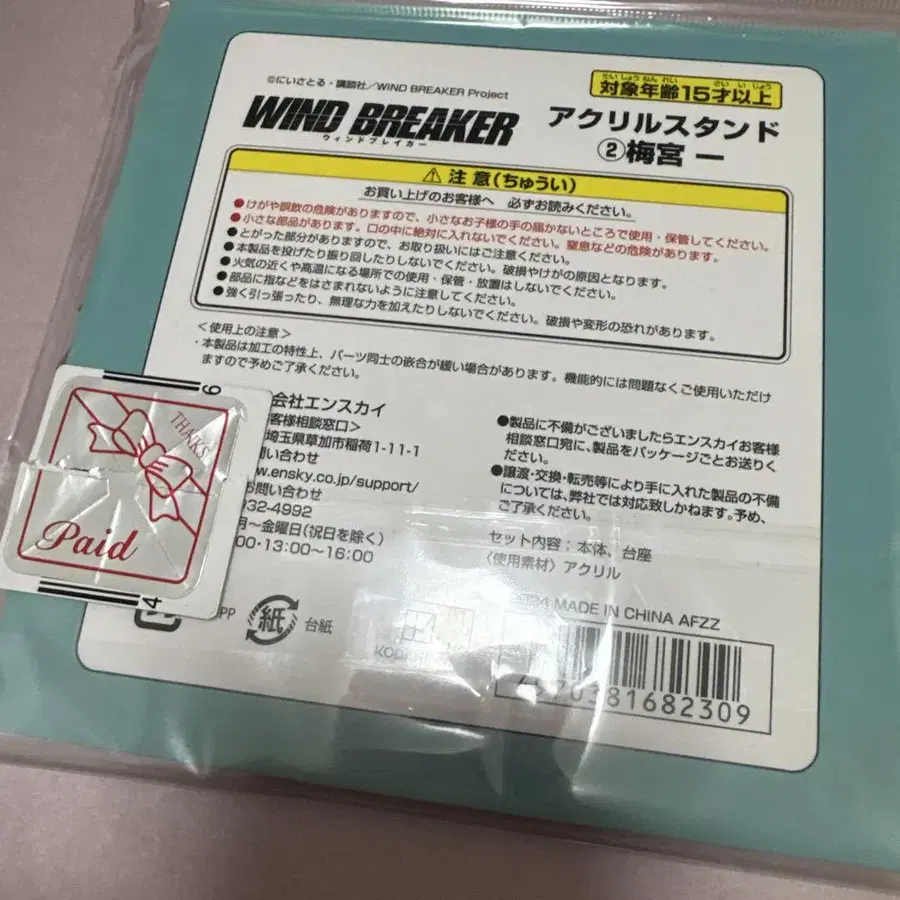 ©にいさとる・講談社／WIND BREAKER Project
WIND BREAKER
ウィンドブレイカー
たいしょうねんれい さいいじょう
対象年齢15才以上
アクリルスタンド
②梅宮 一
⚠ 注 意（ちゅうい）
お買い上げのお客様へ 必ずお読みください。
●けがや誤飲の危険がありますので、小さなお子様の手の届かないところで使用・保管してください。
●小さな部品があります。口の中に絶対に入れないでください。窒息などの危険があります。
●とがった部分がありますので、お取り扱いにはご注意ください。
●本製品を投げたり振り回したりしないでください。破損やけがの原因となります。
●火気の近くや高温になる場所での使用・保管・放置はしないでください。
●部品に指などをはさまれないように注意してください。
●強く引っ張ったり、無理な力を加えたりしないでください。破損や変形の恐れがあります。
＜使用上の注意＞
・本製品は加工の特性上、パーツ同士の嵌合が緩い場合があります。機能的には問題なくご使用いただけ
ますので予めご了承ください。
会社エンスカイ
客様相談窓口〕
埼玉県草加市稲荷1-11-1
問い合わせ
w.ensky.co.jp/support/
お問い合わせ
732-4992
月〜金曜日（祝日を除く）
00・13:00〜16:00
●製品に不備がございましたらエンスカイお客様
相談窓口宛に、製品をパッケージごとお送りく
ださい。
●譲渡・交換・転売等により手に入れた製品の不備
については、弊社では対応致しかねます。予め、
ご了承ください。
セット内容：本体、台座
〈使用素材〉アクリル
MADE IN CHINA AFZZ
PP
紙
台紙
THANKS
Paid
6
4